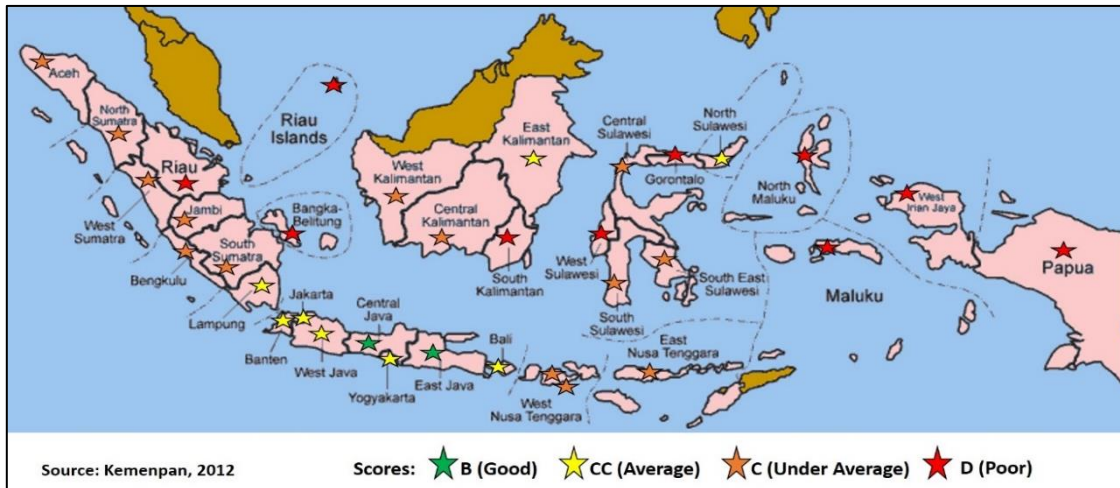 Aceh
North
Sumatra
Riau
Islands
Riau
West
Sumatra
Jambi
Bengkulu
South
Sumatra
Bangka-
Belitung
Lampung
Jakarta
Banten
West Java
Central
Java
Yogyakarta
East Java
Bali
West
Kalimantan
Central
Kalimantan
East
Kalimantan
South
Kalimantan
Central
Sulawesi
North
Sulawesi
Gorontalo
West
Sulawesi
South
Sulawesi
South East
Sulawesi
West
Nusa Tenggara
East
Nusa Tenggara
North
Maluku
Maluku
West
Irian Jaya
Papua
Source: Kemenpan, 2012 Scores: B (Good) CC (Average) C (Under Average) D (Poor)